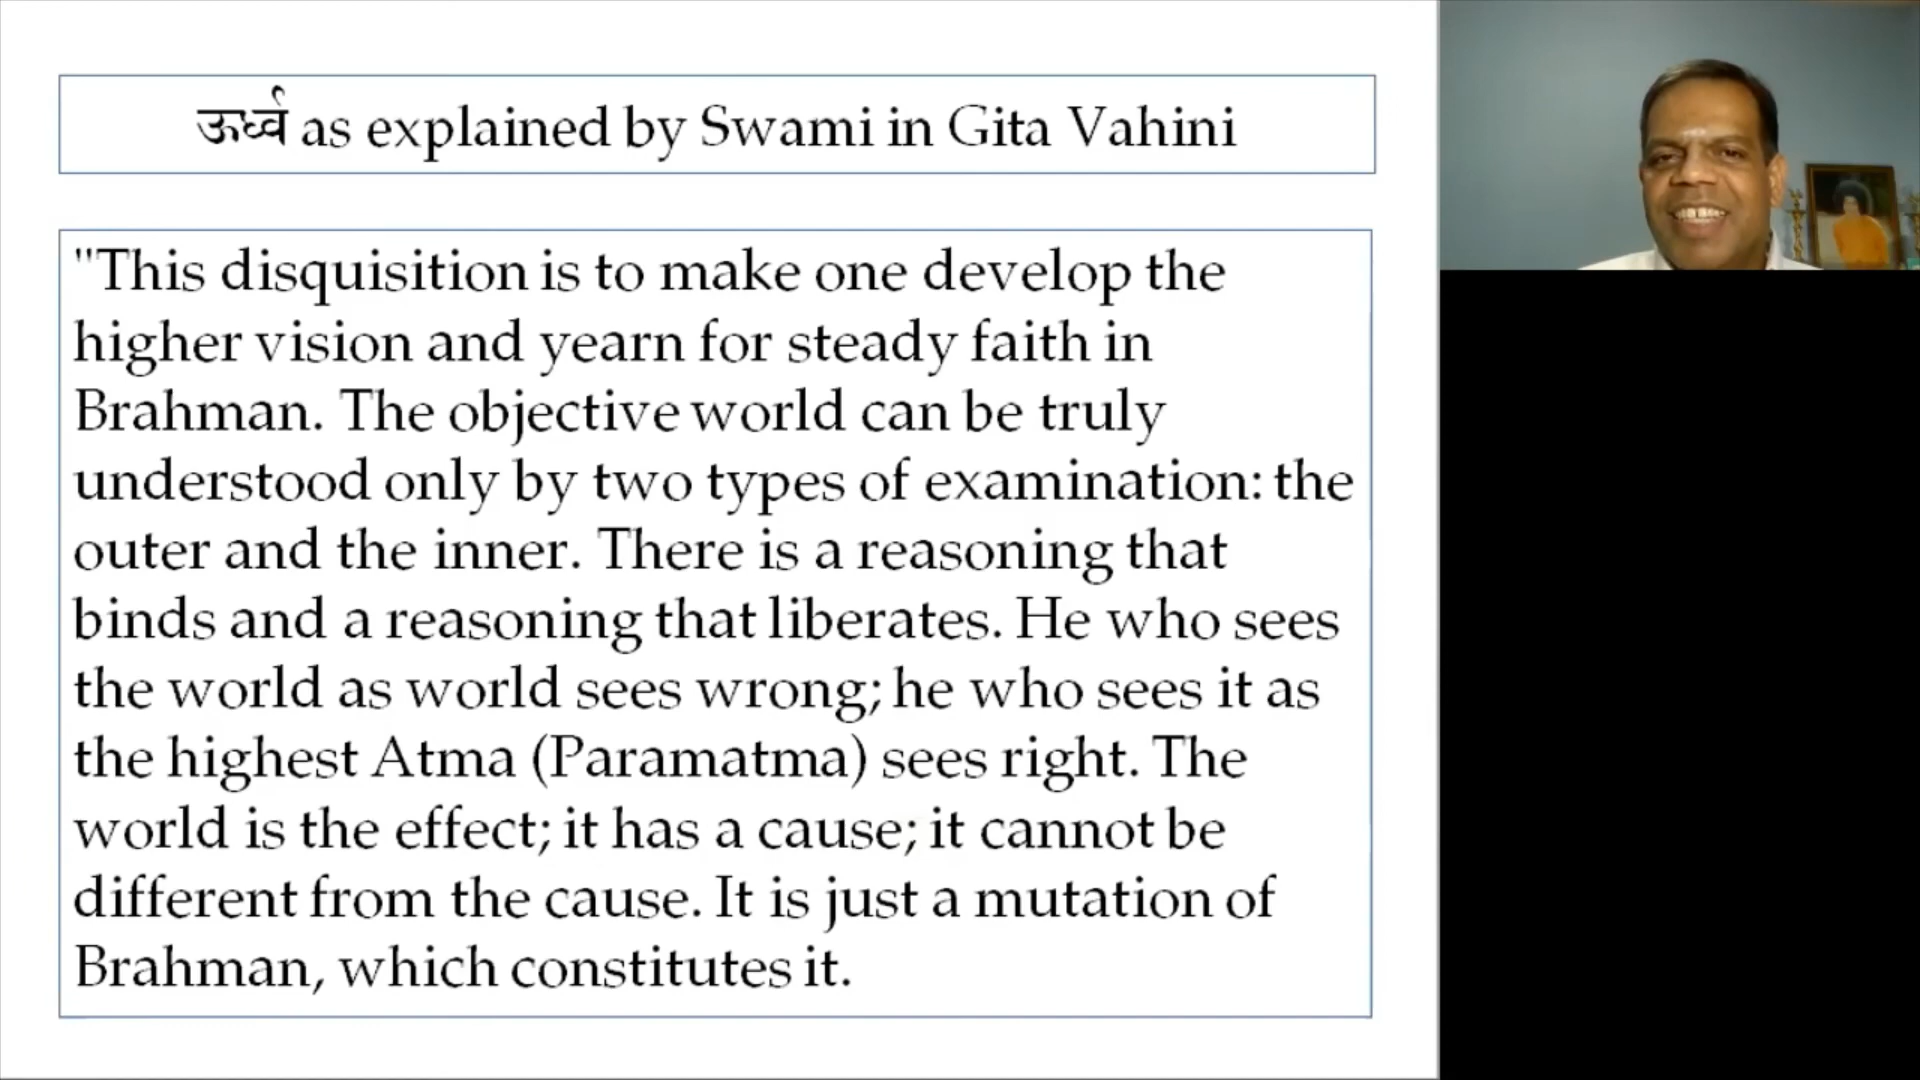 ऊर्ध्व as explained by Swami in Gita Vahini
"This disquisition is to make one develop the
higher vision and yearn for steady faith in
Brahman. The objective world can be truly
understood only by two types of examination: the
outer and the inner. There is a reasoning that
binds and a reasoning that liberates. He who sees
the world as world sees wrong; he who sees it as
the highest Atma (Paramatma) sees right. The
world is the effect; it has a cause; it cannot be
different from the cause. It is just a mutation of
Brahman, which constitutes it.